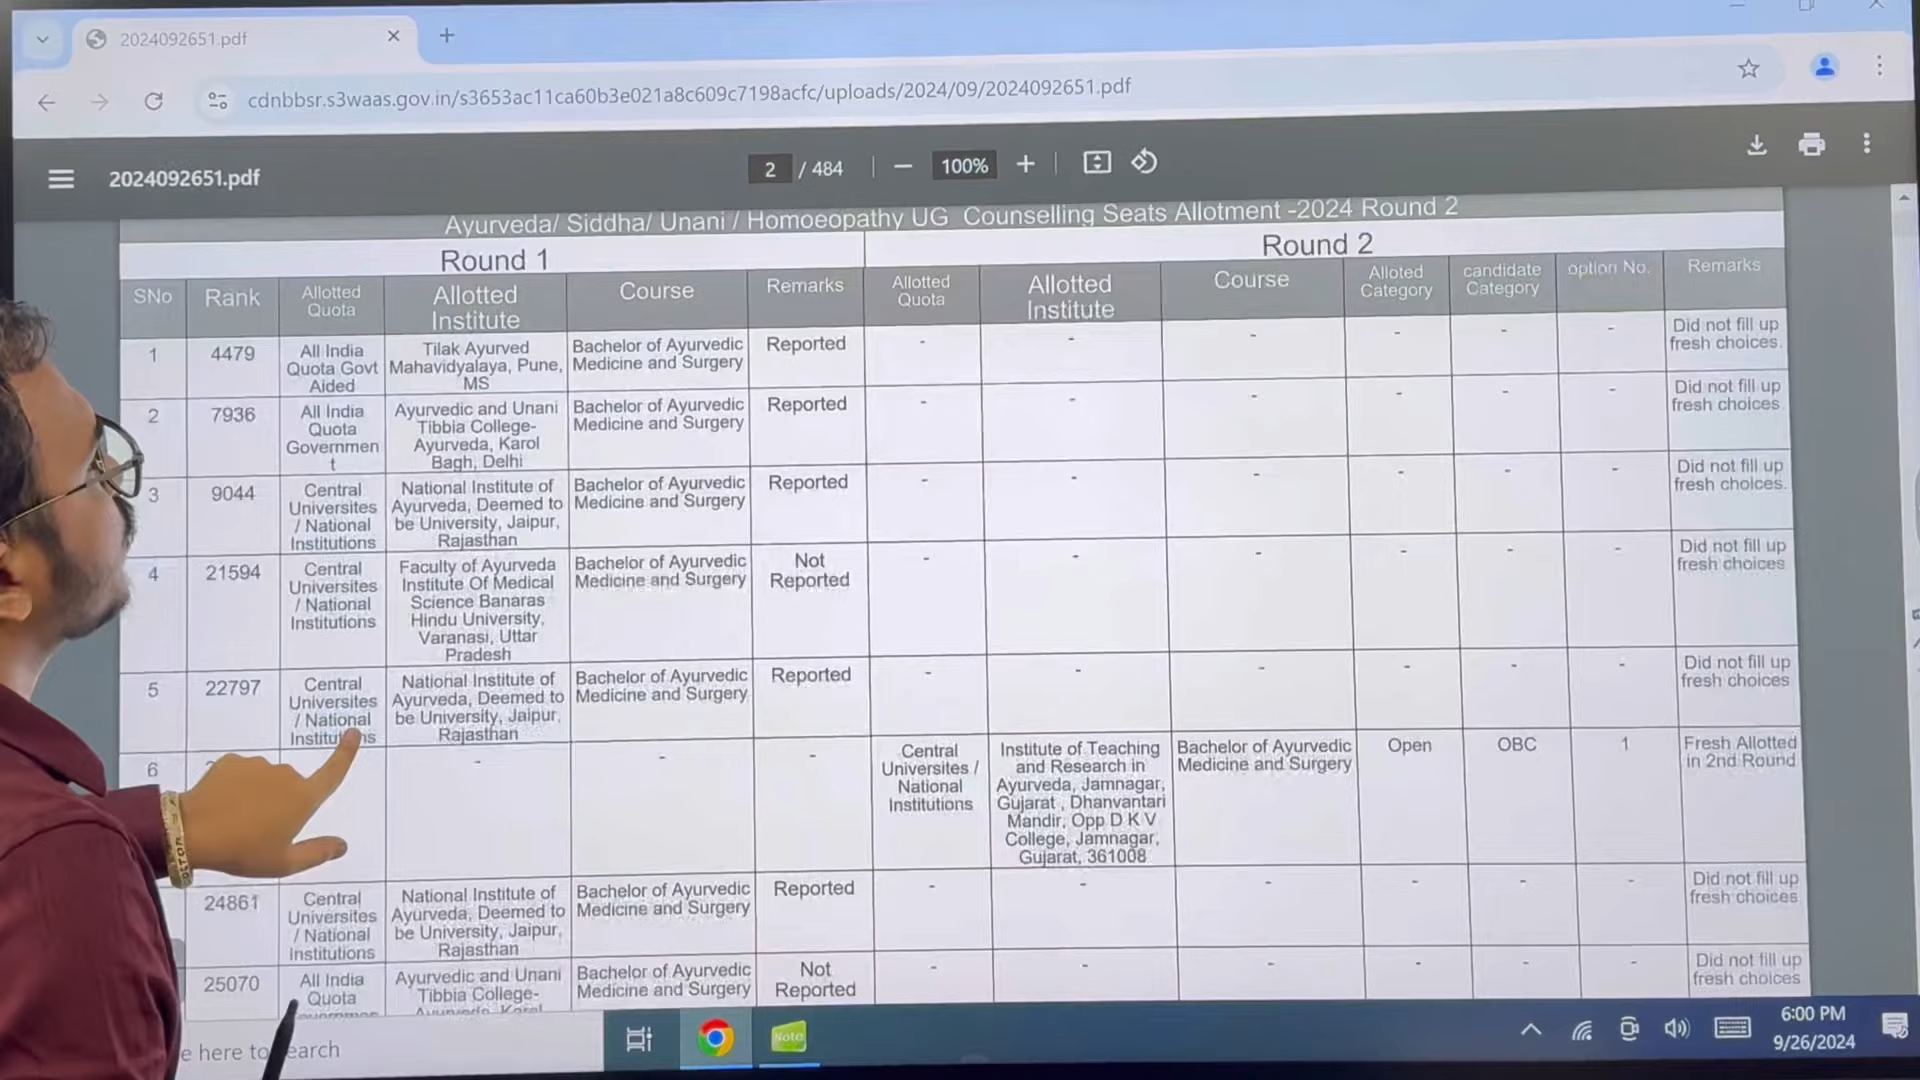 2024092651.pdf
cdnbbsr.s3waas.gov.in/s3653ac11ca60b3e021a8c609c7198acfc/uploads/2024/09/2024092651.pdf
2024092651.pdf
2 / 484
100%
Ayurveda/ Siddha/ Unani / Homoeopathy UG Counselling Seats Allotment -2024 Round 2
Round 1
Round 2
SNo
Rank
Allotted
Quota
Allotted
Institute
Course
Remarks
Allotted
Quota
Allotted
Institute
Course
Alloted
Category
candidate
Category
option No.
Remarks
1
4479
All India
Quota Govt
Aided
Tilak Ayurved
Mahavidyalaya, Pune,
MS
Bachelor of Ayurvedic
Medicine and Surgery
Reported
-
-
-
-
-
-
Did not fill up
fresh choices.
2
7936
All India
Quota
Governmen
t
Ayurvedic and Unani
Tibbia College-
Ayurveda, Karol
Bagh, Delhi
Bachelor of Ayurvedic
Medicine and Surgery
Reported
-
-
-
-
-
-
Did not fill up
fresh choices.
3
9044
Central
Universites
/ National
Institutions
National Institute of
Ayurveda, Deemed to
be University, Jaipur,
Rajasthan
Bachelor of Ayurvedic
Medicine and Surgery
Reported
-
-
-
-
-
-
Did not fill up
fresh choices.
4
21594
Central
Universites
/ National
Institutions
Faculty of Ayurveda
Institute Of Medical
Science Banaras
Hindu University,
Varanasi, Uttar
Pradesh
Bachelor of Ayurvedic
Medicine and Surgery
Not
Reported
-
-
-
-
-
-
Did not fill up
fresh choices
5
22797
Central
Universites
/ National
Institutions
National Institute of
Ayurveda, Deemed to
be University, Jaipur,
Rajasthan
Bachelor of Ayurvedic
Medicine and Surgery
Reported
-
-
-
-
-
-
Did not fill up
fresh choices
6
-
-
-
Central
Universites /
National
Institutions
Institute of Teaching
and Research in
Ayurveda, Jamnagar,
Gujarat , Dhanvantari
Mandir, Opp D K V
College, Jamnagar,
Gujarat, 361008
Bachelor of Ayurvedic
Medicine and Surgery
Open
OBC
1
Fresh Allotted
in 2nd Round
24861
Central
Universites
/ National
Institutions
National Institute of
Ayurveda, Deemed to
be University, Jaipur,
Rajasthan
Bachelor of Ayurvedic
Medicine and Surgery
Reported
-
-
-
-
-
-
Did not fill up
fresh choices
25070
All India
Quota
Ayurvedic and Unani
Tibbia College-
Ayurveda, Karol
Bachelor of Ayurvedic
Medicine and Surgery
Not
Reported
-
-
-
-
-
-
Did not fill up
fresh choices
e here to search
Note
6:00 PM
9/26/2024